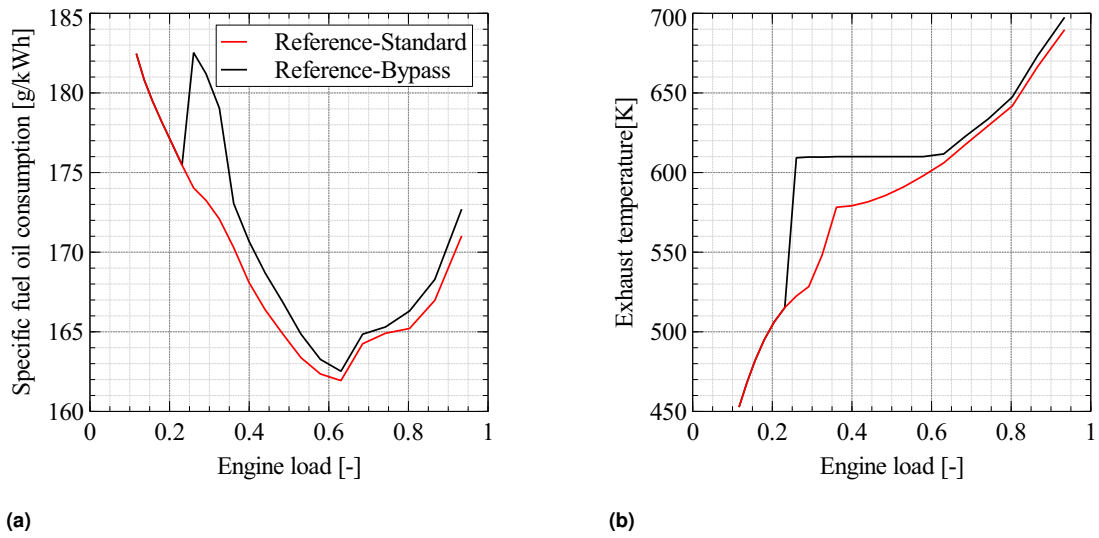 185
180
175
170
165
160
Specific fuel oil consumption [g/kWh]
Reference-Standard
Reference-Bypass
0 0.2 0.4 0.6 0.8 1
Engine load [-]
(a)
700
650
600
550
500
450
Exhaust temperature[K]
0 0.2 0.4 0.6 0.8 1
Engine load [-]
(b)